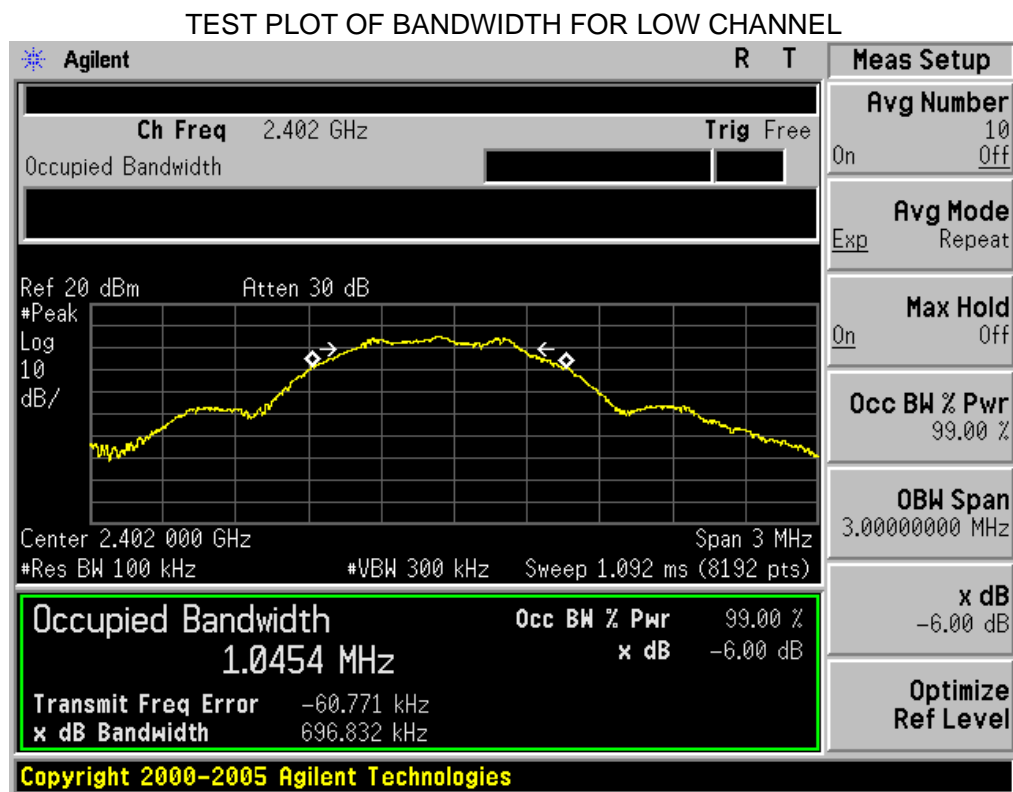 TEST PLOT OF BANDWIDTH FOR LOW CHANNEL
Agilent R T
Ch Freq 2.402 GHz Trig Free
Occupied Bandwidth
Ref 20 dBm Atten 30 dB
#Peak
Log
10
dB/
Center 2.402 000 GHz Span 3 MHz
#Res BW 100 kHz #VBW 300 kHz Sweep 1.092 ms (8192 pts)
Occupied Bandwidth Occ BW % Pwr 99.00 %
1.0454 MHz x dB -6.00 dB
Transmit Freq Error -60.771 kHz
x dB Bandwidth 696.832 kHz
Copyright 2000-2005 Agilent Technologies
Meas Setup
Avg Number
10
On Off
Avg Mode
Exp Repeat
Max Hold
On Off
Occ BW % Pwr
99.00 %
OBW Span
3.00000000 MHz
x dB
-6.00 dB
Optimize
Ref Level